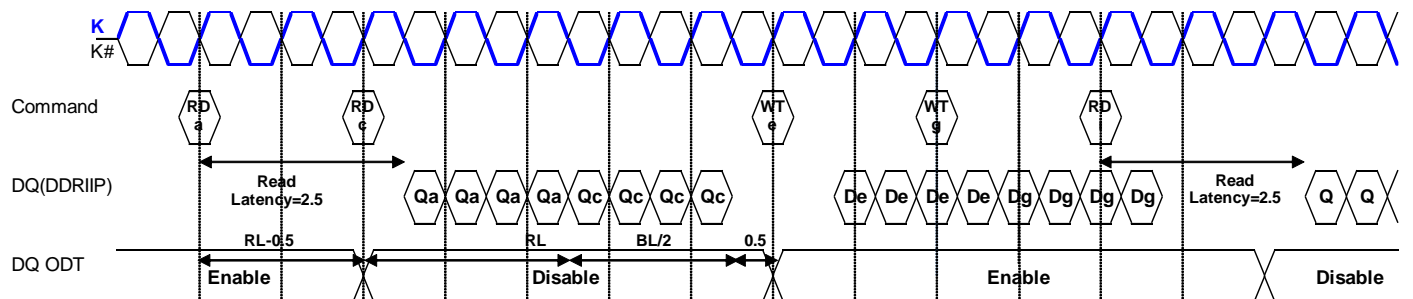 K
K#
Command
RD
a
RD
c
WT
e
WT
g
RD
DQ(DDRIIP)
Read
Latency=2.5
Qa Qa Qa Qa Qc Qc Qc Qc
De De De De Dg Dg Dg Dg
Read
Latency=2.5
Q Q
RL-0.5
RL
BL/2
0.5
DQ ODT
Enable
Disable
Enable
Disable